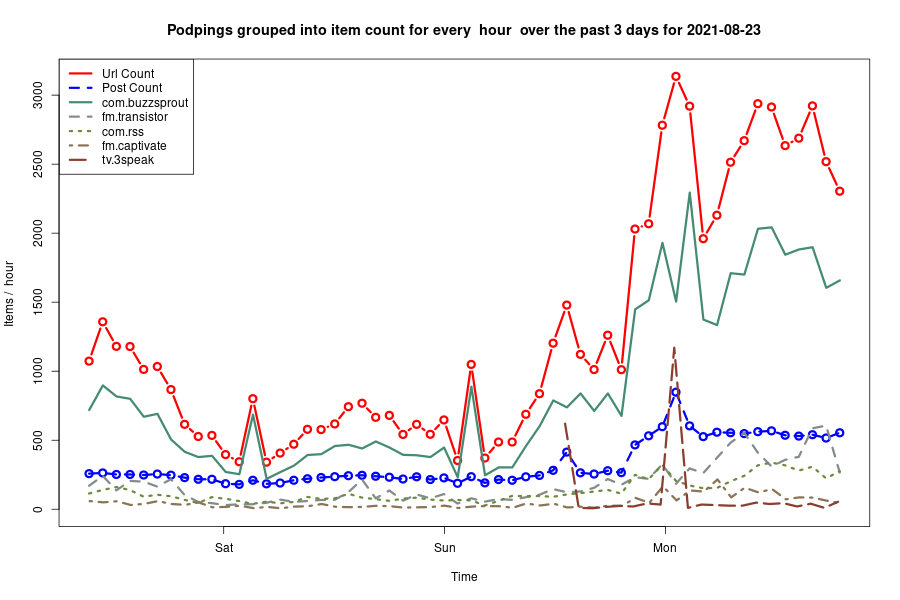 Podpings grouped into item count for every  hour  over the past 3 days for 2021-08-23
Url Count
Post Count
com.buzzsprout
fm.transistor
com.rss
fm.captivate
tv.3speak
3000
2500
2000
1500
1000
500
0
Items /  hour
Sat
Sun
Mon
Time